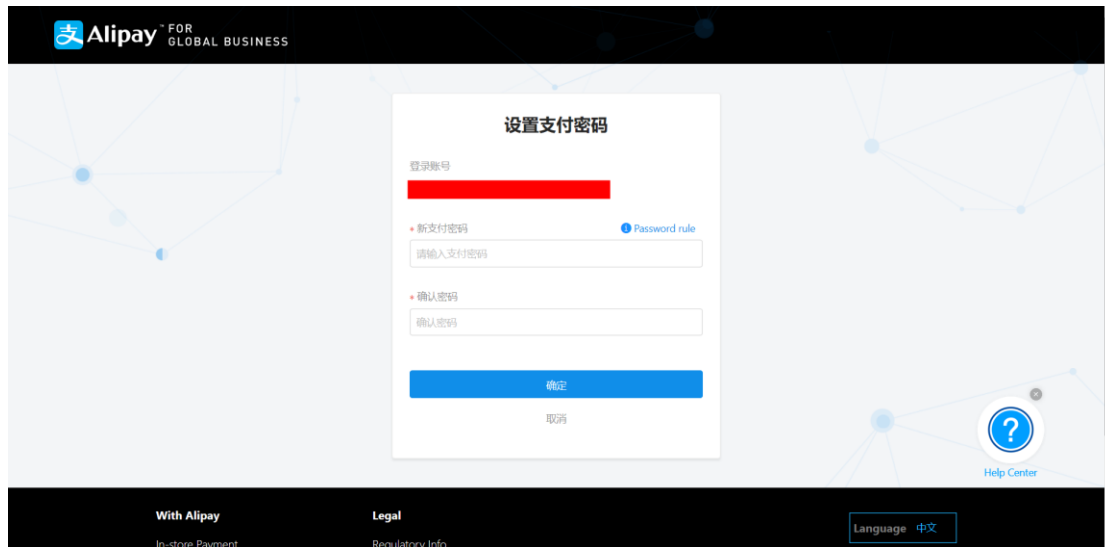 支 Alipay™ FOR
GLOBAL BUSINESS
设置支付密码
登录账号
* 新支付密码 Password rule
请输入支付密码
* 确认密码
确认密码
确定
取消
?
Help Center
With Alipay Legal
Language 中文
In-store Payment Regulatory Info